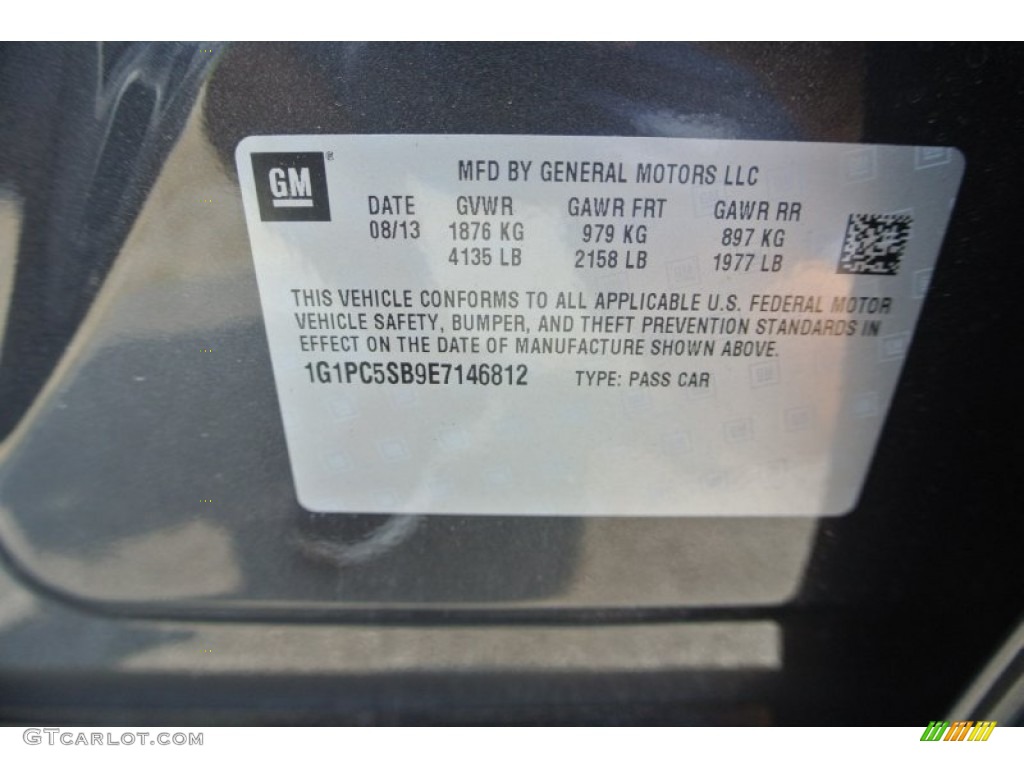 GM ®
MFD BY GENERAL MOTORS LLC
DATE GVWR GAWR FRT GAWR RR
08/13 1876 KG 979 KG 897 KG
4135 LB 2158 LB 1977 LB
THIS VEHICLE CONFORMS TO ALL APPLICABLE U.S. FEDERAL MOTOR
VEHICLE SAFETY, BUMPER, AND THEFT PREVENTION STANDARDS IN
EFFECT ON THE DATE OF MANUFACTURE SHOWN ABOVE.
1G1PC5SB9E7146812 TYPE: PASS CAR
GTCARLOT.COM